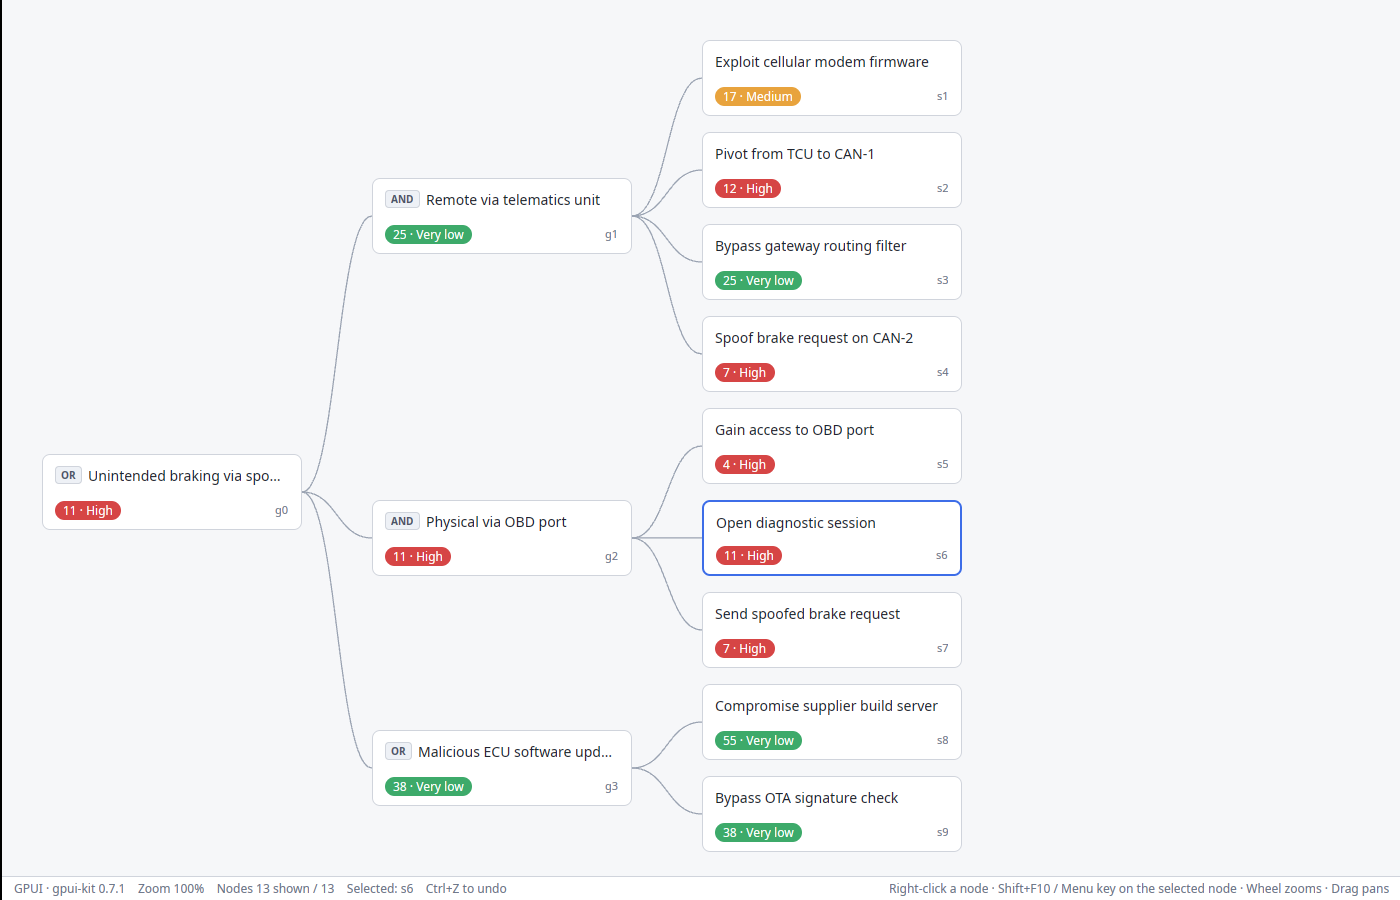 Exploit cellular modem firmware
17 · Medium s1
Pivot from TCU to CAN-1
12 · High s2
AND Remote via telematics unit
25 · Very low g1
Bypass gateway routing filter
25 · Very low s3
Spoof brake request on CAN-2
7 · High s4
Gain access to OBD port
4 · High s5
OR Unintended braking via spo...
11 · High g0
AND Physical via OBD port
11 · High g2
Open diagnostic session
11 · High s6
Send spoofed brake request
7 · High s7
Compromise supplier build server
55 · Very low s8
OR Malicious ECU software upd...
38 · Very low g3
Bypass OTA signature check
38 · Very low s9
GPUI · gpui-kit 0.7.1 Zoom 100% Nodes 13 shown / 13 Selected: s6 Ctrl+Z to undo
Right-click a node · Shift+F10 / Menu key on the selected node · Wheel zooms · Drag pans